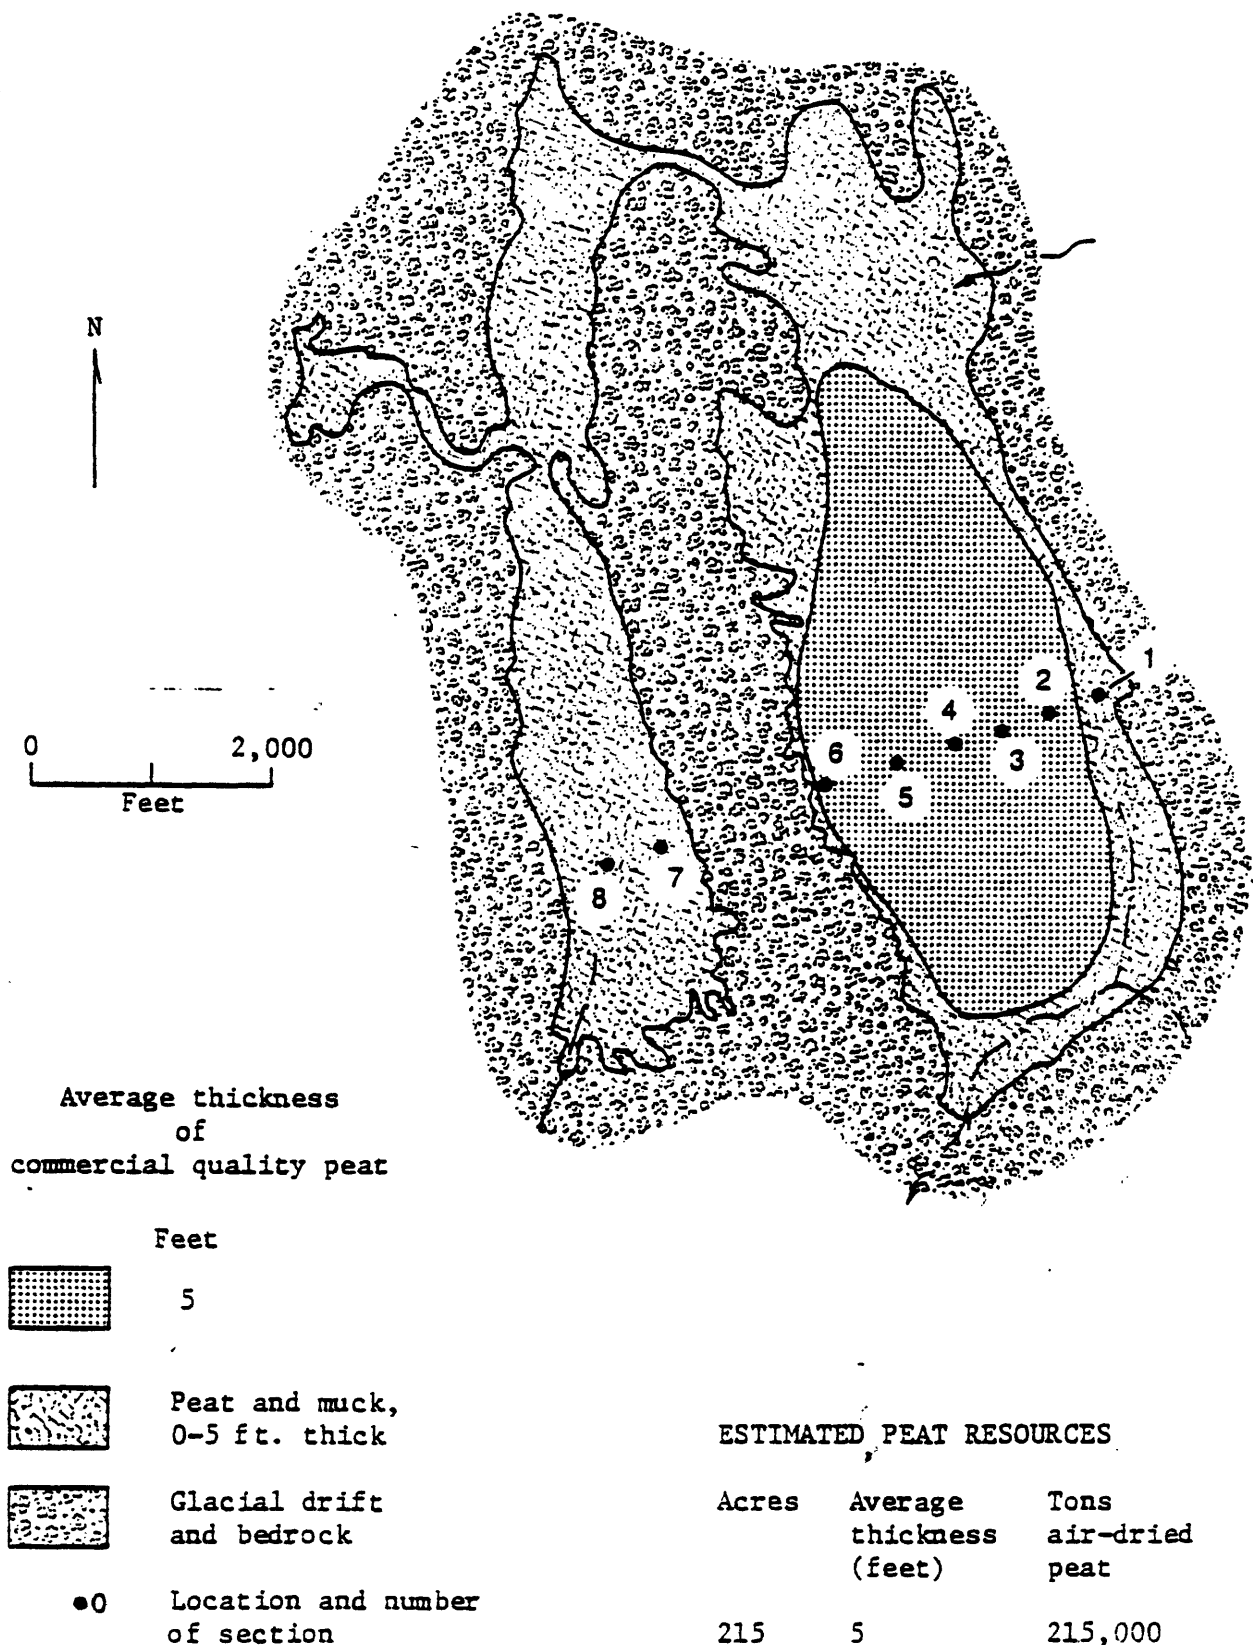 N
1
2
4
3
6
5
7
8
0 2,000
Feet
Average thickness
of
commercial quality peat
Feet
5
Peat and muck,
0-5 ft. thick
Glacial drift
and bedrock
●0 Location and number
of section
ESTIMATED PEAT RESOURCES
Acres Average Tons
thickness air-dried
(feet) peat
215 5 215,000